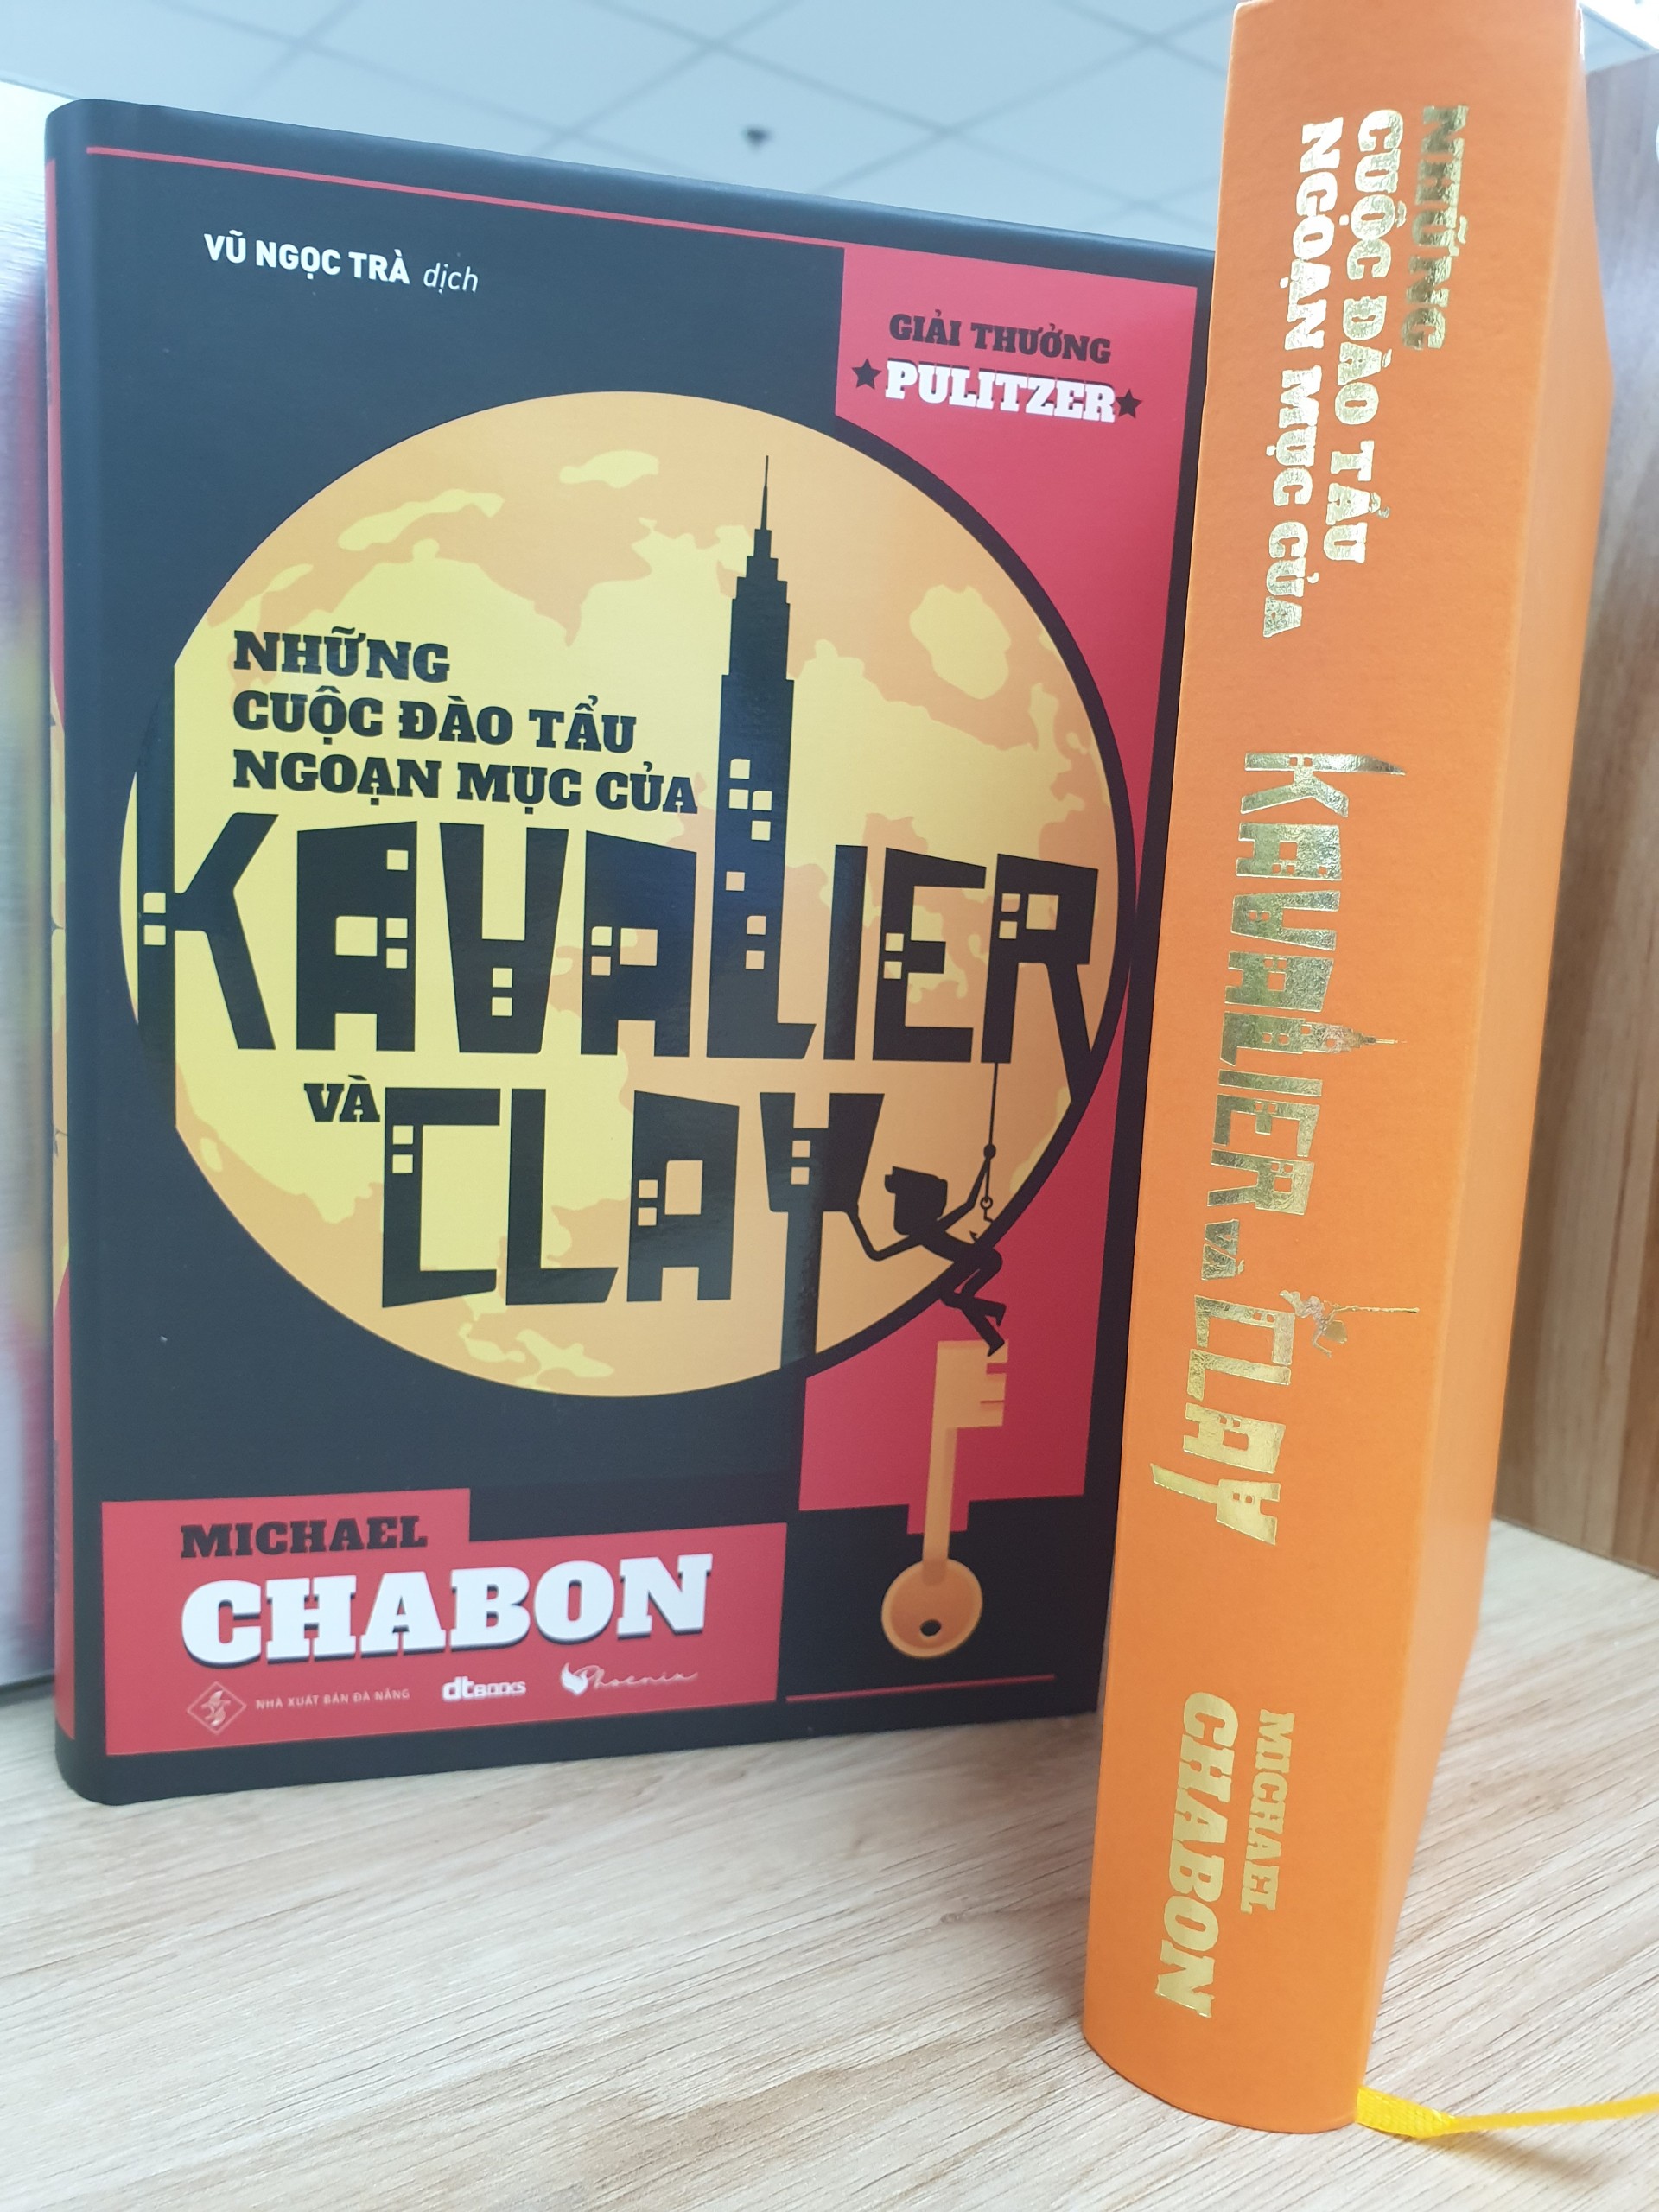 VŨ NGỌC TRÀ dịch
GIẢI THƯỞNG
PULITZER
NHỮNG
CUỘC ĐÀO TẨU
NGOẠN MỤC CỦA
KAVALIER
VÀ CLAY
MICHAEL
CHABON
NHÀ XUẤT BẢN ĐÀ NẴNG
dtBOOKS
Phoenix
NHỮNG
CUỘC ĐÀO TẨU
NGOẠN MỤC CỦA
KAVALIER VÀ CLAY
MICHAEL
CHABON